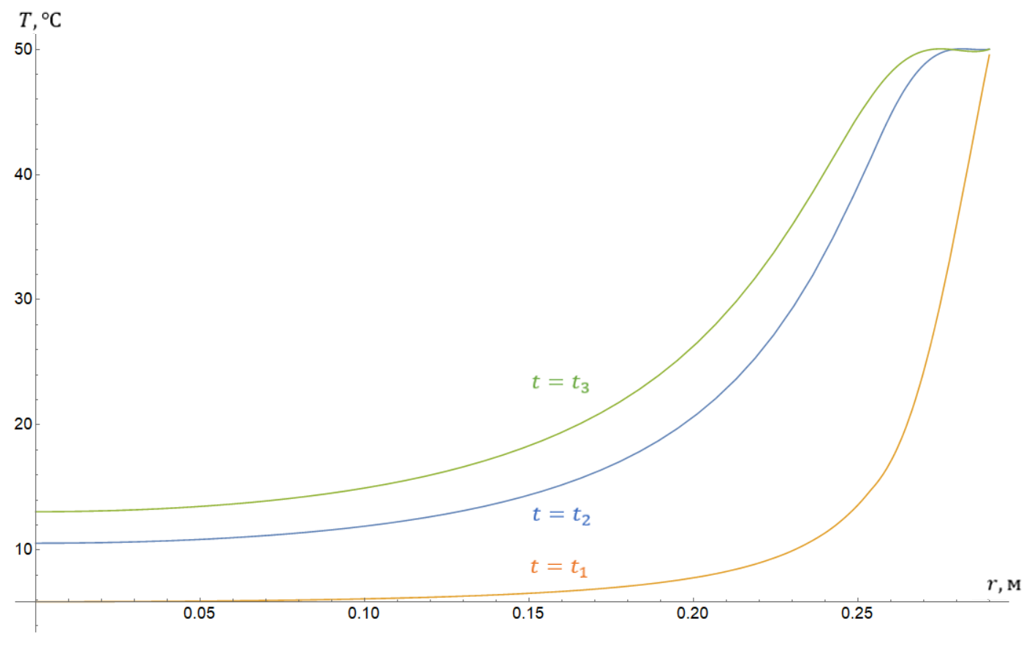 T, °C
50
40
30
20
10
t = t₃
t = t₂
t = t₁
r, м
0.05 0.10 0.15 0.20 0.25